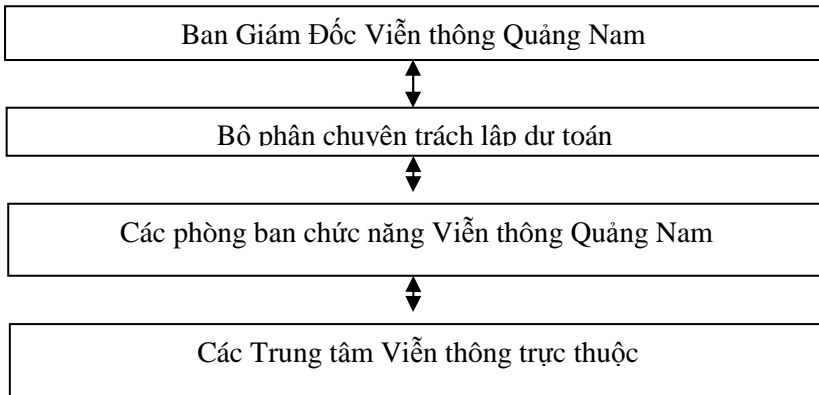 Ban Giám Đốc Viễn thông Quảng Nam
Bộ phận chuyên trách lập dự toán
Các phòng ban chức năng Viễn thông Quảng Nam
Các Trung tâm Viễn thông trực thuộc